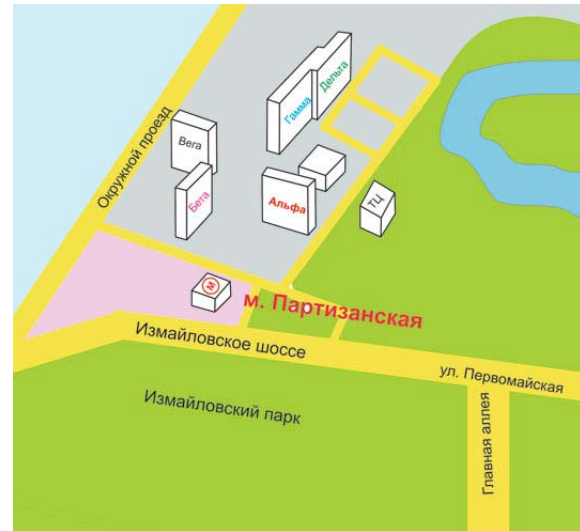 Дельта
Гамма
Вега
Бета
Альфа
ТЦ
Окружной проезд
М
м. Партизанская
Измайловское шоссе
ул. Первомайская
Измайловский парк
Главная аллея